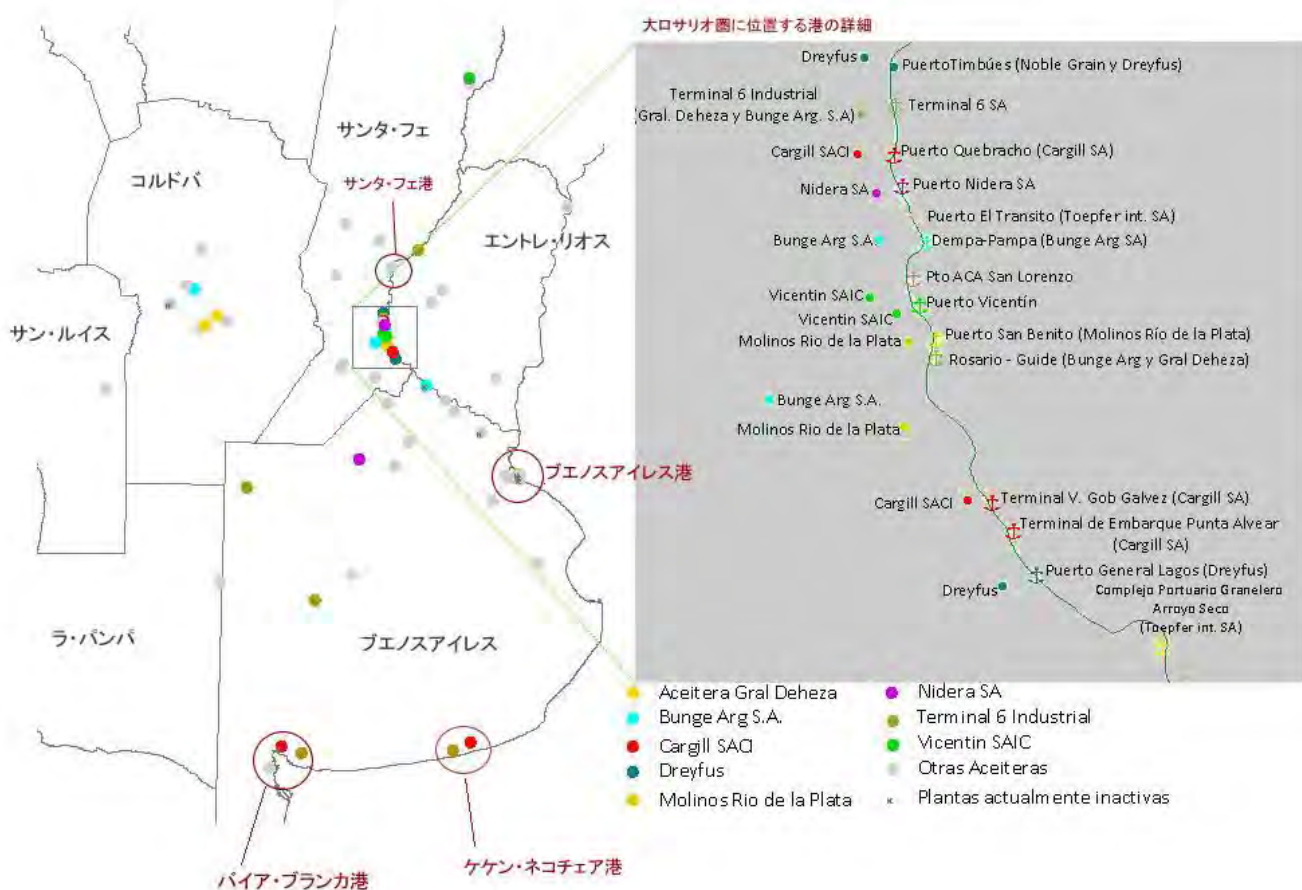 大ロサリオ圏に位置する港の詳細
サンタ・フェ
コルドバ
サンタ・フェ港
エントレ・リオス
サン・ルイス
ブエノスアイレス港
ラ・パンパ
ブエノスアイレス
バイア・ブランカ港
ケケン・ネコチェア港
Dreyfus
PuertoTimbúes (Noble Grain y Dreyfus)
Terminal 6 Industrial
(Gral. Deheza y Bunge Arg. S.A)
Terminal 6 SA
Cargill SACI
Puerto Quebracho (Cargill SA)
Nidera SA
Puerto Nidera SA
Puerto El Transito (Toepfer int. SA)
Bunge Arg S.A
Dempa-Pampa (Bunge Arg SA)
Pto ACA San Lorenzo
Vicentin SAIC
Puerto Vicentín
Vicentin SAIC
Molinos Rio de la Plata
Puerto San Benito (Molinos Río de la Plata)
Rosario - Guide (Bunge Arg y Gral Deheza)
Bunge Arg S.A.
Molinos Rio de la Plata
Cargill SACI
Terminal V. Gob Galvez (Cargill SA)
Terminal de Embarque Punta Alvear
(Cargill SA)
Puerto General Lagos (Dreyfus)
Dreyfus
Complejo Portuario Granelero
Arroyo Seco
(Toepfer int. SA)
Aceitera Gral Deheza
Bunge Arg S.A.
Cargill SACI
Dreyfus
Molinos Rio de la Plata
Nidera SA
Terminal 6 Industrial
Vicentin SAIC
Otras Aceiteras
Plantas actualmente inactivas